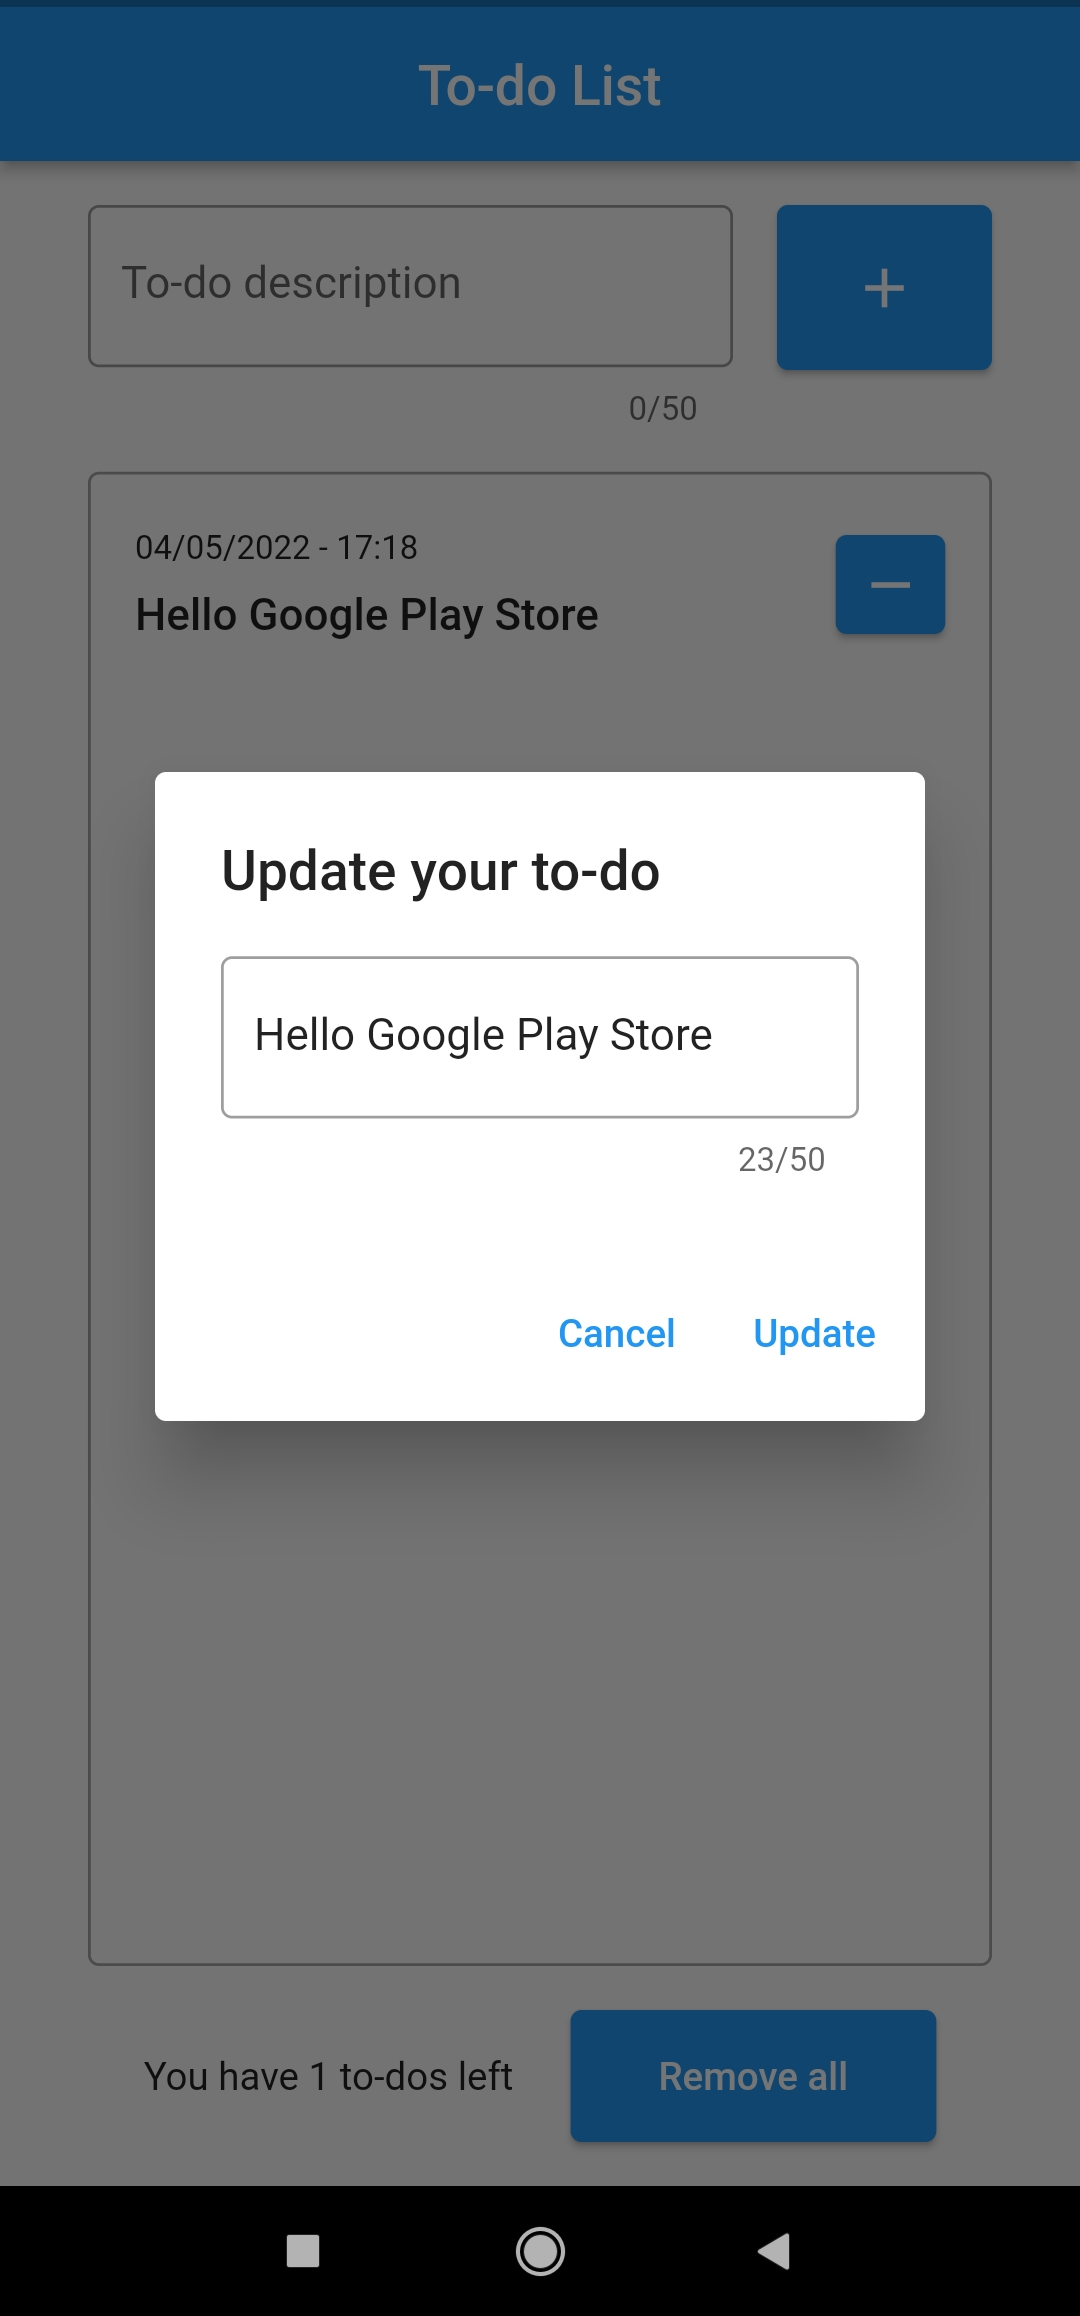 To-do List
To-do description
+
0/50
04/05/2022 - 17:18
Hello Google Play Store
Update your to-do
Hello Google Play Store
23/50
Cancel Update
You have 1 to-dos left Remove all